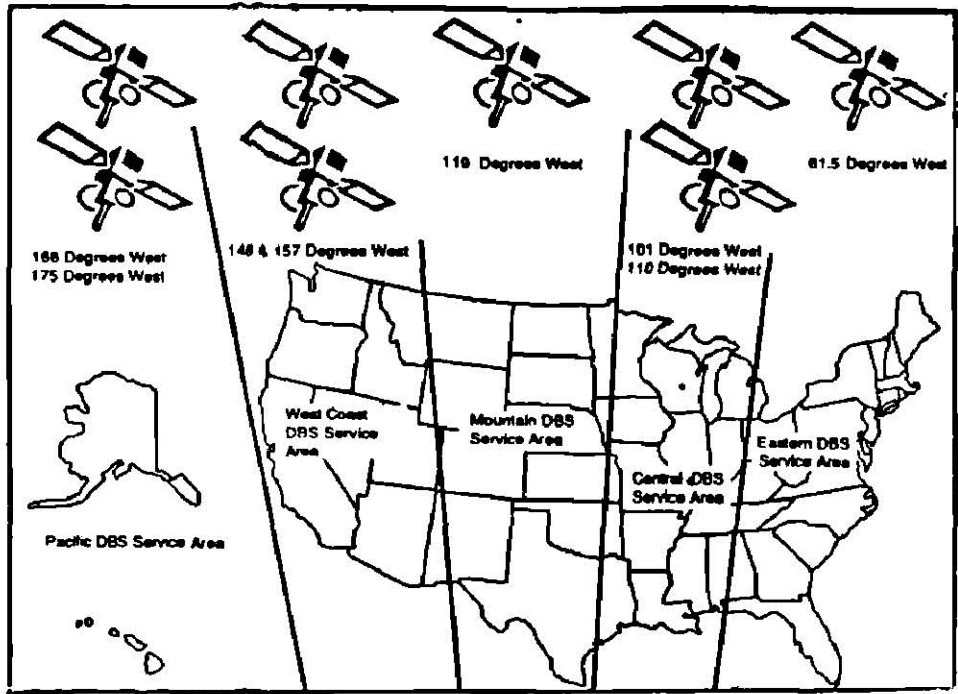 119 Degrees West
61.5 Degrees West
166 Degrees West
175 Degrees West
148 & 157 Degrees West
101 Degrees West
110 Degrees West
West Coast
DBS Service
Area
Mountain DBS
Service Area
Eastern DBS
Service Area
Central DBS
Service Area
Pacific DBS Service Area